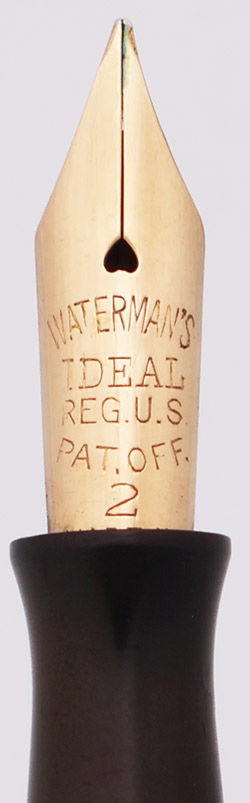 WATERMAN'S
IDEAL
REG.U.S.
PAT.OFF.
2